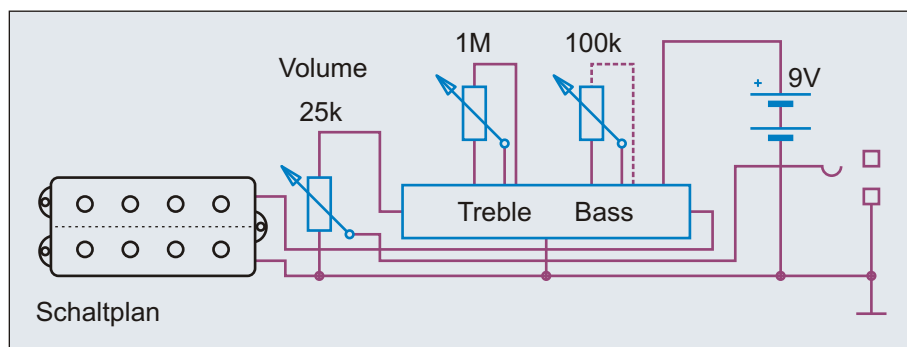 1M
100k
Volume
25k
+
9V
Treble
Bass
Schaltplan